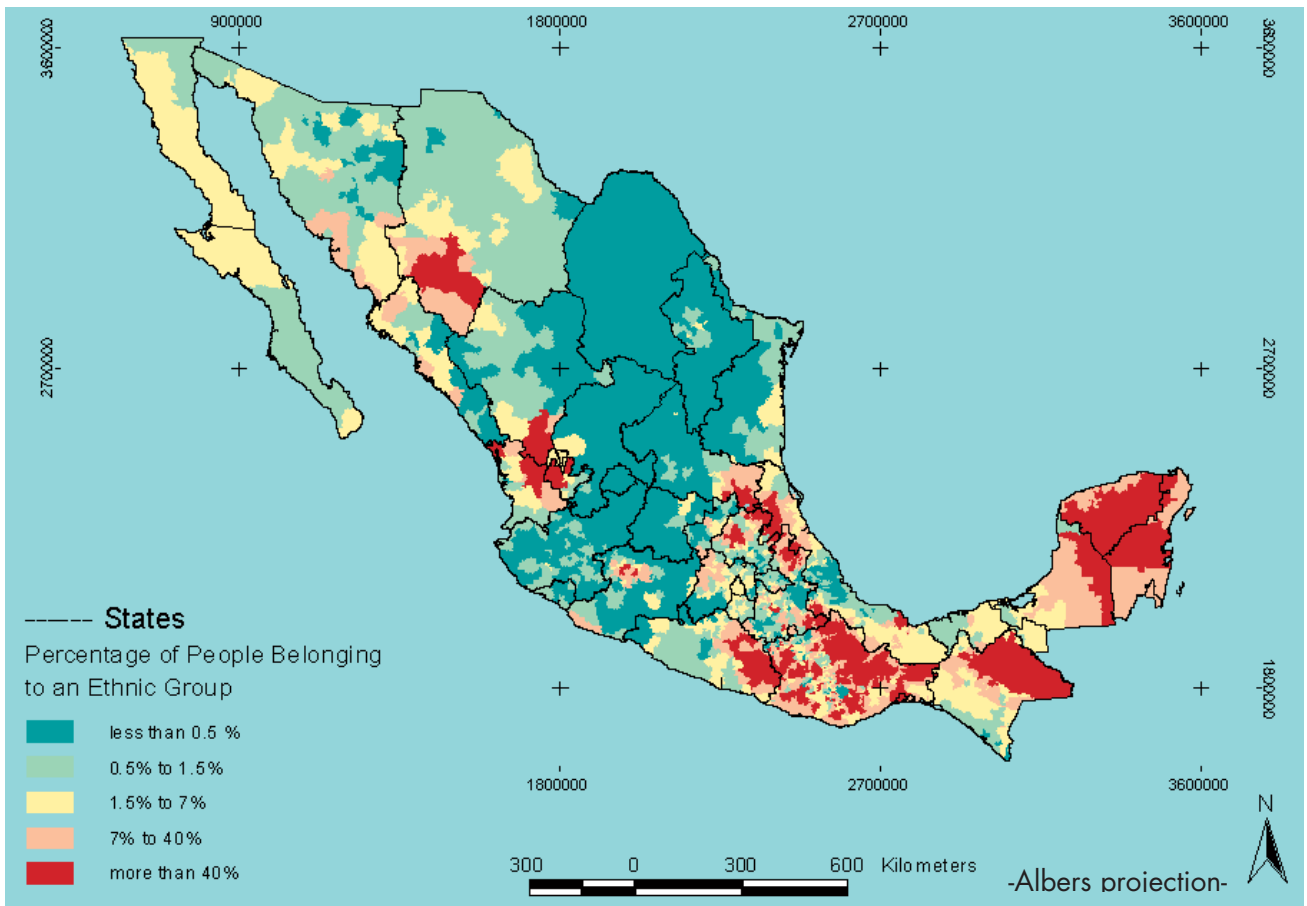 900000 1800000 2700000 3600000
3600000 3600000
2700000 2700000
1800000 1800000
------ States
Percentage of People Belonging
to an Ethnic Group
less than 0.5 %
0.5% to 1.5%
1.5% to 7%
7% to 40%
more than 40%
1800000 2700000 3600000
N
300 0 300 600 Kilometers
-Albers projection-